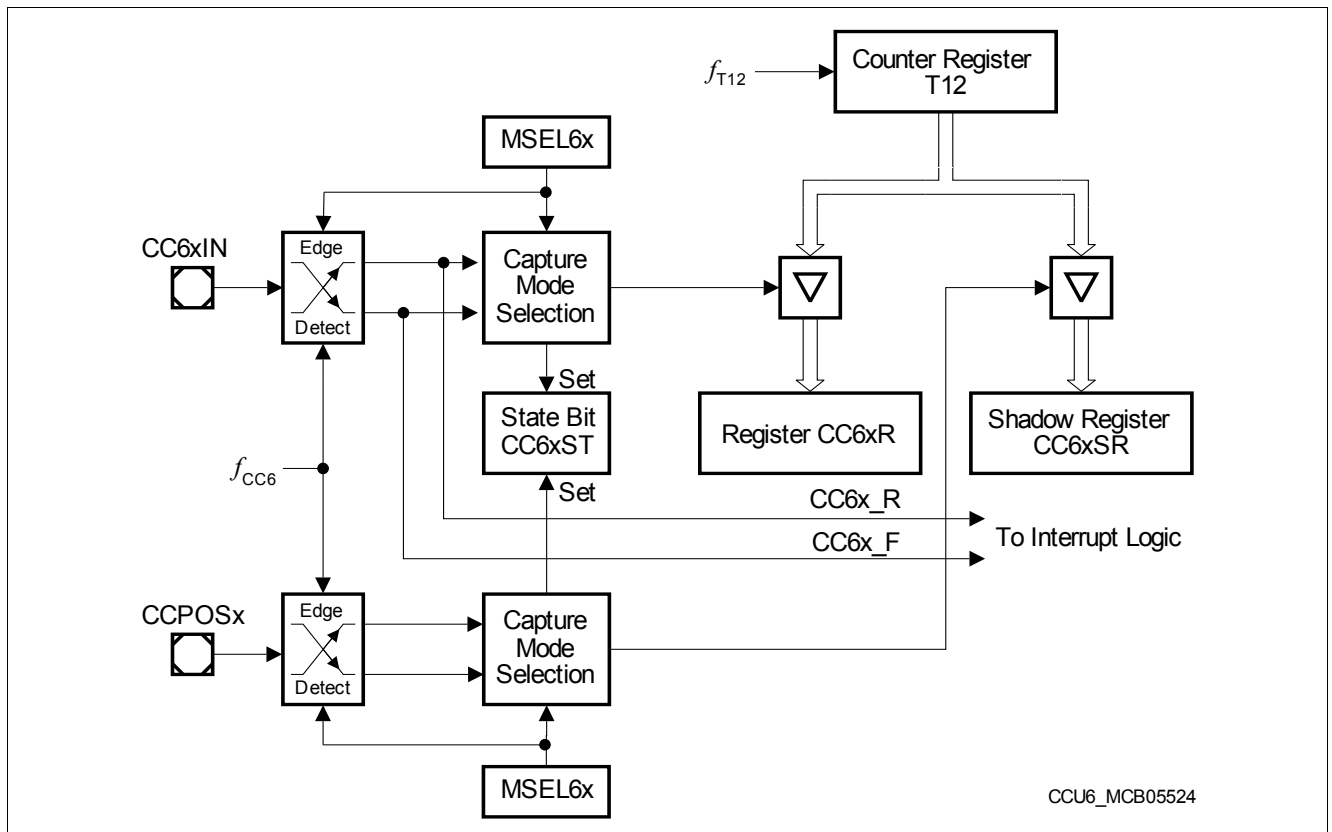 Counter Register
T12
fT12
MSEL6x
CC6xIN
Edge
Detect
Capture
Mode
Selection
Set
State Bit
CC6xST
Register CC6xR
Shadow Register
CC6xSR
fCC6
Set
CC6x_R
CC6x_F
To Interrupt Logic
CCPOSx
Edge
Detect
Capture
Mode
Selection
MSEL6x
CCU6_MCB05524